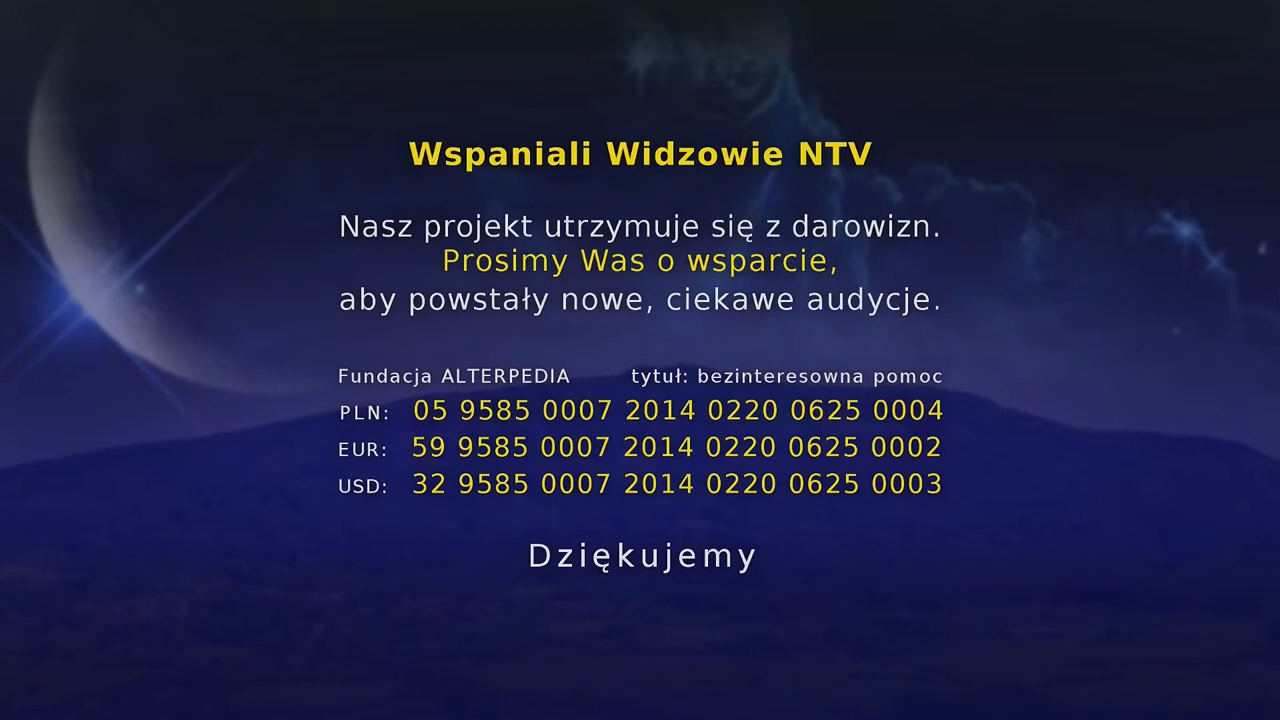 Wspaniali Widzowie NTV
Nasz projekt utrzymuje się z darowizn.
Prosimy Was o wsparcie,
aby powstały nowe, ciekawe audycje.
Fundacja ALTERPEDIA tytuł: bezinteresowna pomoc
PLN: 05 9585 0007 2014 0220 0625 0004
EUR: 59 9585 0007 2014 0220 0625 0002
USD: 32 9585 0007 2014 0220 0625 0003
Dziękujemy